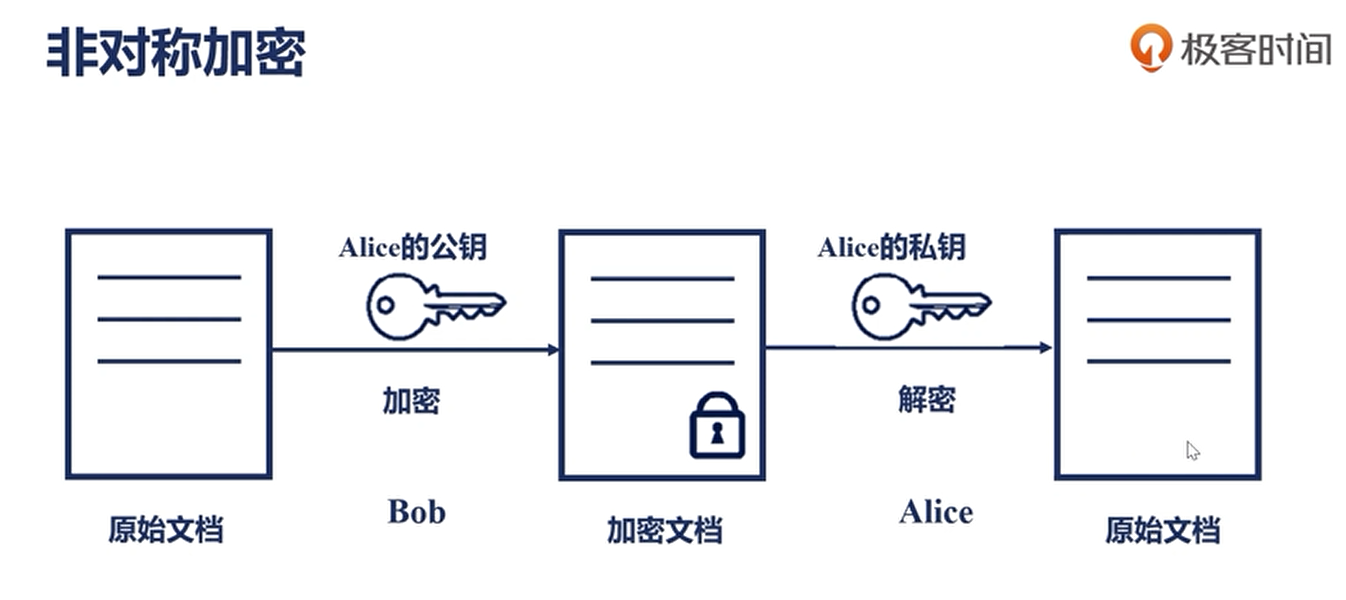 非对称加密
极客时间
Alice的公钥
Alice的私钥
加密
解密
Bob
Alice
原始文档
加密文档
原始文档